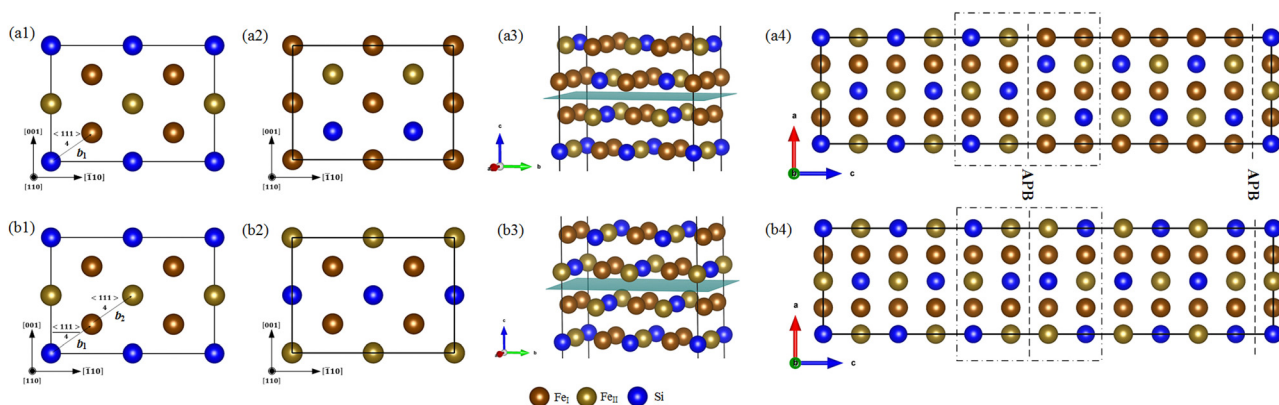 (a1)
[001]
<111>
4
b1
[110]
[1̄10]
(a2)
[001]
[110]
[1̄10]
(a3)
c
b
(a4)
a
b
c
APB
APB
(b1)
[001]
<111>
4
b1
<111>
4
b2
[110]
[1̄10]
(b2)
[001]
[110]
[1̄10]
(b3)
c
b
(b4)
a
b
c
FeI
FeII
Si